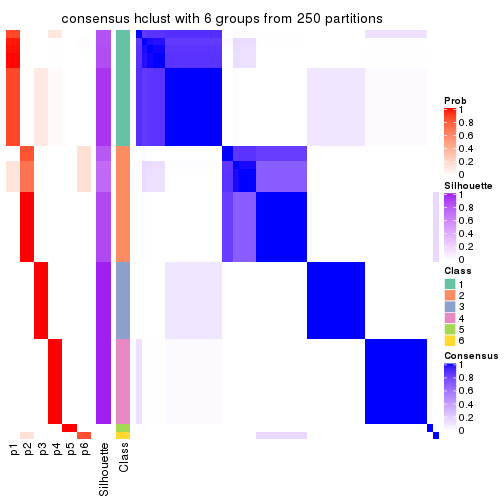 consensus hclust with 6 groups from 250 partitions
Prob
1
0.8
0.6
0.4
0.2
0
Silhouette
1
0.8
0.6
0.4
0.2
0
Class
1
2
3
4
5
6
Consensus
1
0.8
0.6
0.4
0.2
0
p1
p2
p3
p4
p5
p6
Silhouette
Class